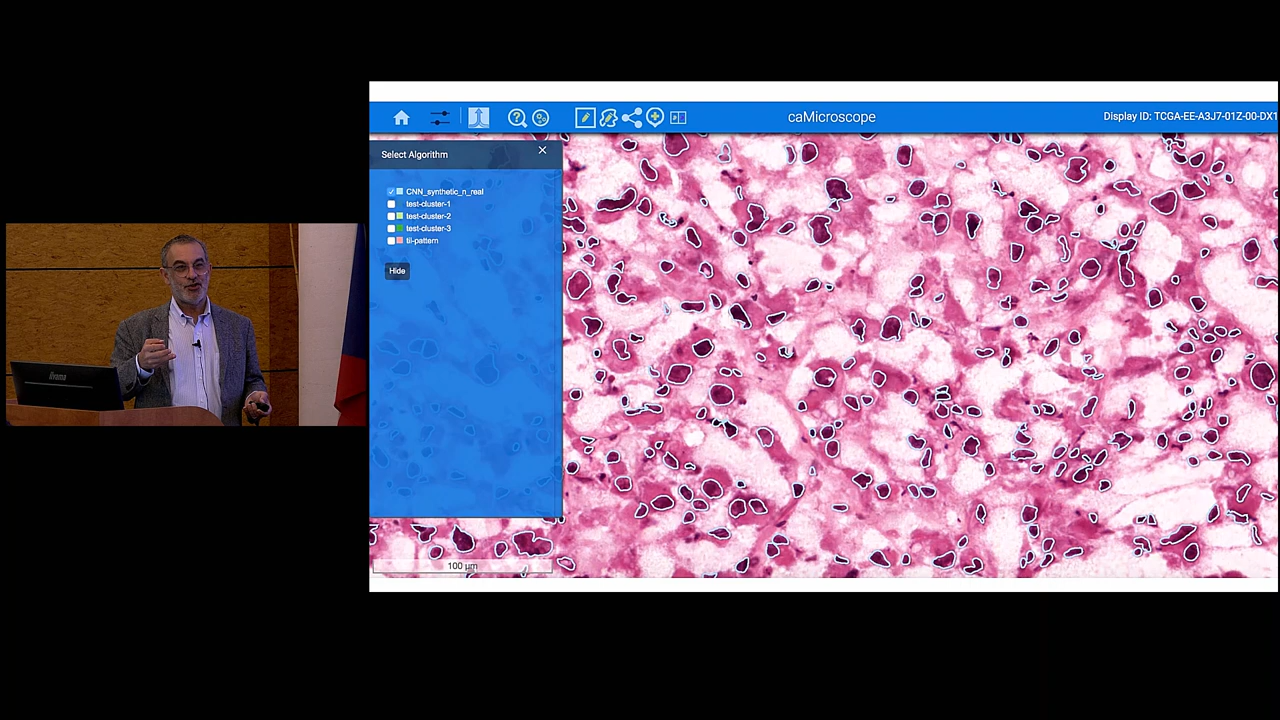 caMicroscope
Display ID: TCGA-EE-A3J7-01Z-00-DX1
Select Algorithm
CNN_synthetic_n_real
test-cluster-1
test-cluster-2
test-cluster-3
til-pattern
Hide
100 µm
iiyama